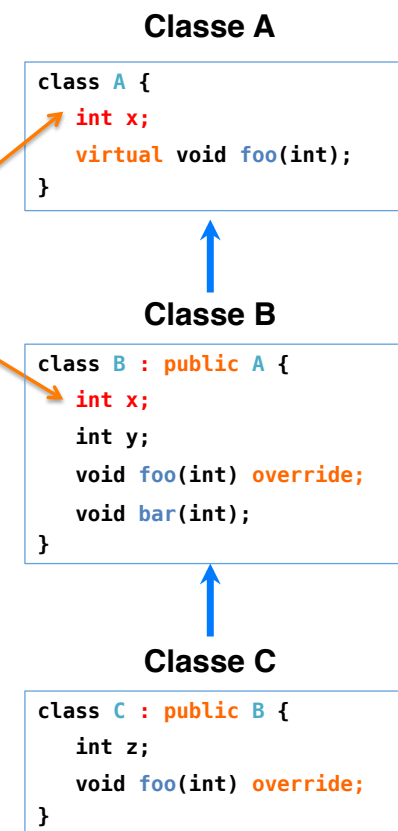 Classe A
class A {
int x;
virtual void foo(int);
}
Classe B
class B : public A {
int x;
int y;
void foo(int) override;
void bar(int);
}
Classe C
class C : public B {
int z;
void foo(int) override;
}